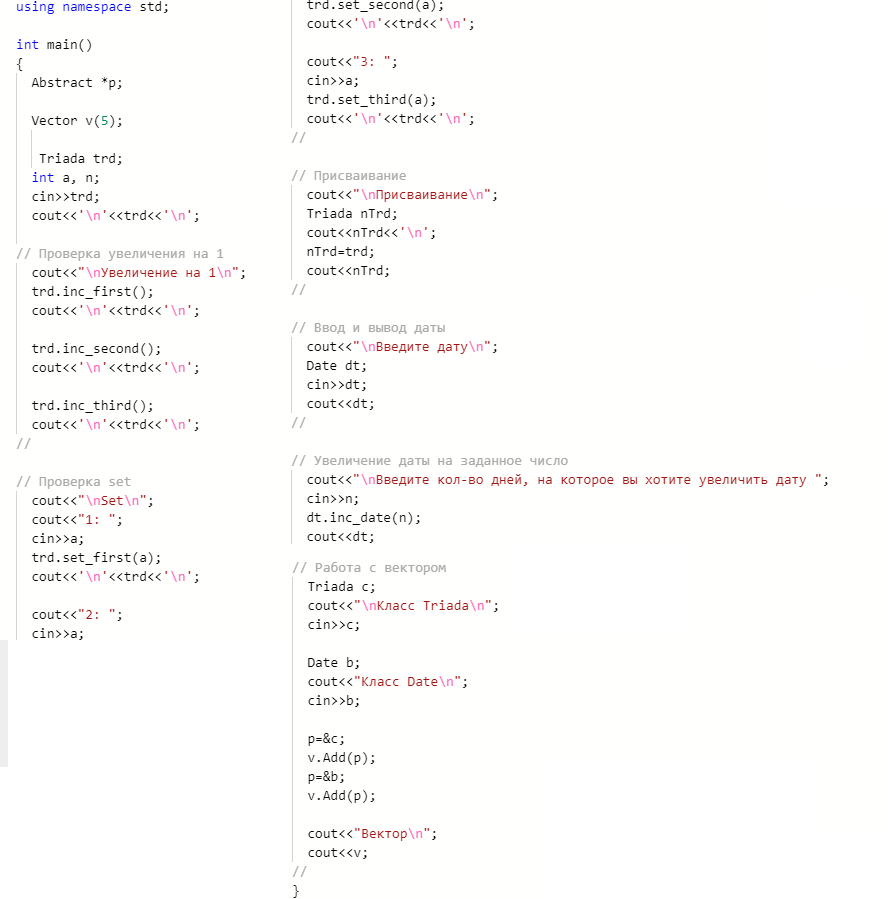 using namespace std;
int main()
{
Abstract *p;
Vector v(5);
Triada trd;
int a, n;
cin>>trd;
cout<<'\n'<<trd<<'\n';
// Проверка увеличения на 1
cout<<"\nУвеличение на 1\n";
trd.inc_first();
cout<<'\n'<<trd<<'\n';
trd.inc_second();
cout<<'\n'<<trd<<'\n';
trd.inc_third();
cout<<'\n'<<trd<<'\n';
//
// Проверка set
cout<<"\nSet\n";
cout<<"1: ";
cin>>a;
trd.set_first(a);
cout<<'\n'<<trd<<'\n';
cout<<"2: ";
cin>>a;
trd.set_second(a);
cout<<'\n'<<trd<<'\n';
cout<<"3: ";
cin>>a;
trd.set_third(a);
cout<<'\n'<<trd<<'\n';
//
// Присваивание
cout<<"\nПрисваивание\n";
Triada nTrd;
cout<<nTrd<<'\n';
nTrd=trd;
cout<<nTrd;
//
// Ввод и вывод даты
cout<<"\nВведите дату\n";
Date dt;
cin>>dt;
cout<<dt;
//
// Увеличение даты на заданное число
cout<<"\nВведите кол-во дней, на которое вы хотите увеличить дату ";
cin>>n;
dt.inc_date(n);
cout<<dt;
// Работа с вектором
Triada c;
cout<<"\nКласс Triada\n";
cin>>c;
Date b;
cout<<"Класс Date\n";
cin>>b;
p=&c;
v.Add(p);
p=&b;
v.Add(p);
cout<<"Вектор\n";
cout<<v;
//
}